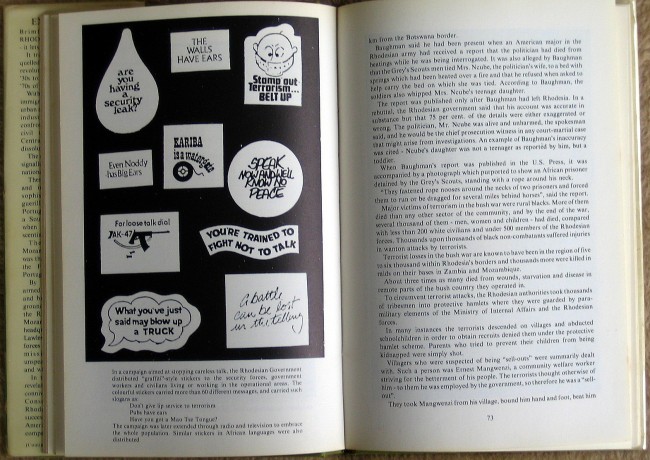 are
you
having
a
security
leak?
THE
WALLS
HAVE EARS
Stamp out
Terrorism...
BELT UP
Even Noddy
has Big Ears
KARIBA
is a
SPEAK
NOW AND WE'LL
KNOW NO
PEACE
For loose talk dial
AK-47
YOU'RE TRAINED TO
FIGHT NOT TO TALK
What you've just
said may blow up
a TRUCK
A battle
can be lost
in the telling
In a campaign aimed at stopping careless talk, the Rhodesian Government
distributed "graffiti"-style stickers to the security forces, government
workers and civilians living or working in the operational areas. The
coloured stickers carried more than 60 different messages, and carried such
slogans as:
Don't give lip service to terrorism
Pubs have ears
Have you got a Mao Tse Tongue?
The campaign was later extended through radio and television to embrace
the whole population. Similar stickers in African languages were also
distributed
kin from the Botswana border.
Baughman said he had been present when an American major in the
Rhodesian army had received a report that the politician had died from
beatings while he was being interrogated. It was also alleged by Baughman
that the Grey's Scouts men tied Mrs. Ncube, the politician's wife, to a bed with
springs which had been heated over a fire and that he refused when asked to
help carry the bed on which she was tied. According to Baughman, the
soldiers also whipped Mrs. Ncube's teenage daughter.
The report was published only after Baughman had left Rhodesia. In a
rebuttal, the Rhodesian government said that his account was accurate in
substance but that 75 per cent. of the details were either exaggerated or
wrong. The politician, Mr. Ncube was alive and unharmed, the spokesman
said, and he would be the chief prosecution witness in any court-martial case
that might arise from investigations. An example of Baughman's inaccuracy
was cited - Ncube's daughter was not a teenager as reported by him, but a
toddler.
When Baughman's report was published in the U.S. Press, it was
accompanied by a photograph which purported to show an African prisoner
detained by the Grey's Scouts, standing with a rope around his neck.
"They fastened rope nooses around the necks of two prisoners and forced
them to run or be dragged for several miles behind horses", said the report.
Major victims of terrorism in the bush war were rural blacks. More of them
died than any other sector of the community, and by the end of the war,
several thousand of them - men, women and children - had died, compared
with less than 200 white civilians and under 500 members of the Rhodesian
forces. Thousands upon thousands of black non-combatants suffered injuries
in wanton attacks by terrorists.
Terrorist losses in the bush war are known to have been in the region of five
to six thousand within Rhodesia's borders and thousands more were killed in
raids on their bases in Zambia and Mozambique.
About three times as many died from wounds, starvation and disease in
remote parts of the bush country they operated in.
To circumvent terrorist attacks, the Rhodesian authorities took thousands
of tribesmen into protective hamlets where they were guarded by para-
military elements of the Ministry of Internal Affairs and the Rhodesian
forces.
In many instances the terrorists descended on villages and abducted
schoolchildren in order to obtain recruits denied them under the protective
hamlet scheme. Parents who tried to prevent their children from being
kidnapped were simply shot.
Villagers who were suspected of being "sell-outs" were summarily dealt
with. Such a person was Ernest Mangwenzi, a community welfare worker
striving for the betterment of his people. The terrorists thought otherwise of
him - to them he was employed by the government, so therefore he was a "sell-
out".
They took Mangwenzi from his village, bound him hand and foot, beat him
73